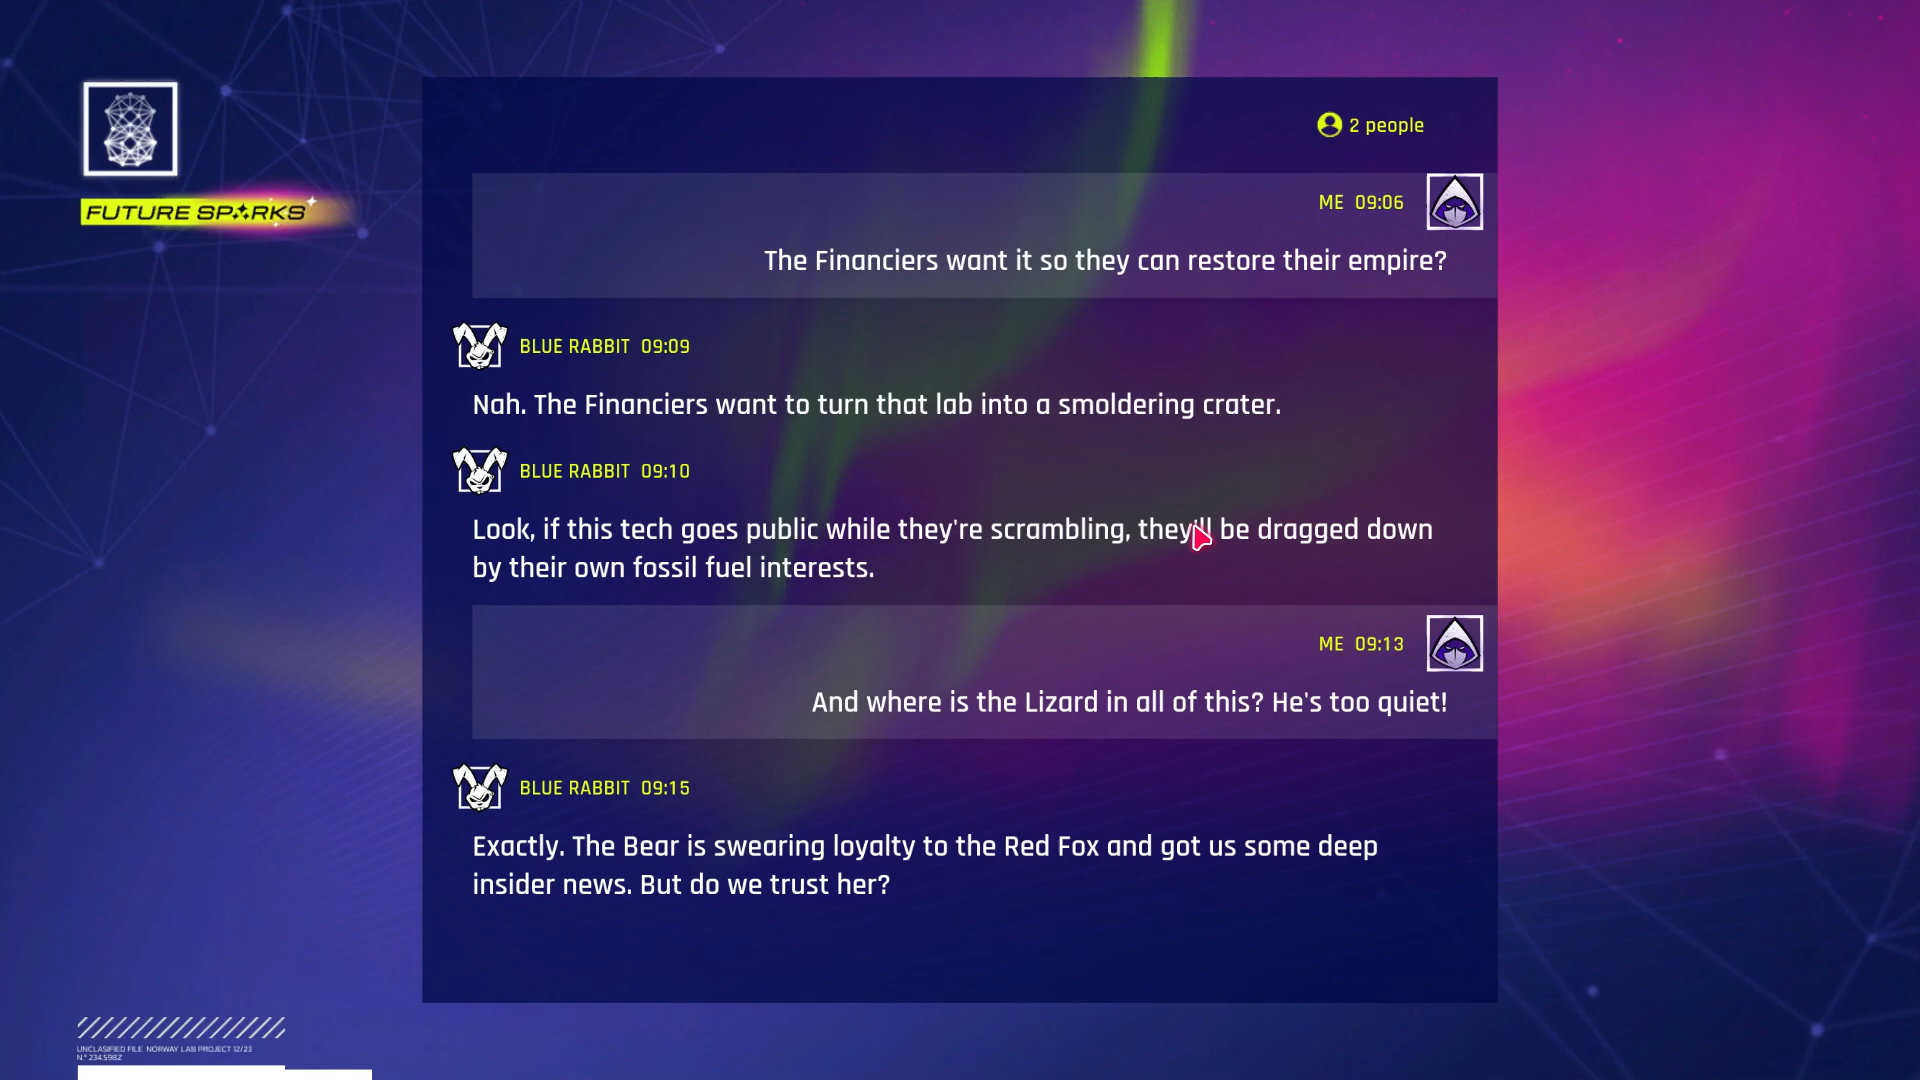 2 people
FUTURE SPARKS
ME 09:06
The Financiers want it so they can restore their empire?
BLUE RABBIT 09:09
Nah. The Financiers want to turn that lab into a smoldering crater.
BLUE RABBIT 09:10
Look, if this tech goes public while they're scrambling, they'll be dragged down
by their own fossil fuel interests.
ME 09:13
And where is the Lizard in all of this? He's too quiet!
BLUE RABBIT 09:15
Exactly. The Bear is swearing loyalty to the Red Fox and got us some deep
insider news. But do we trust her?
UNCLASIFIED FILE NORWAY LAB PROJECT 12/23
N.º 234.598Z